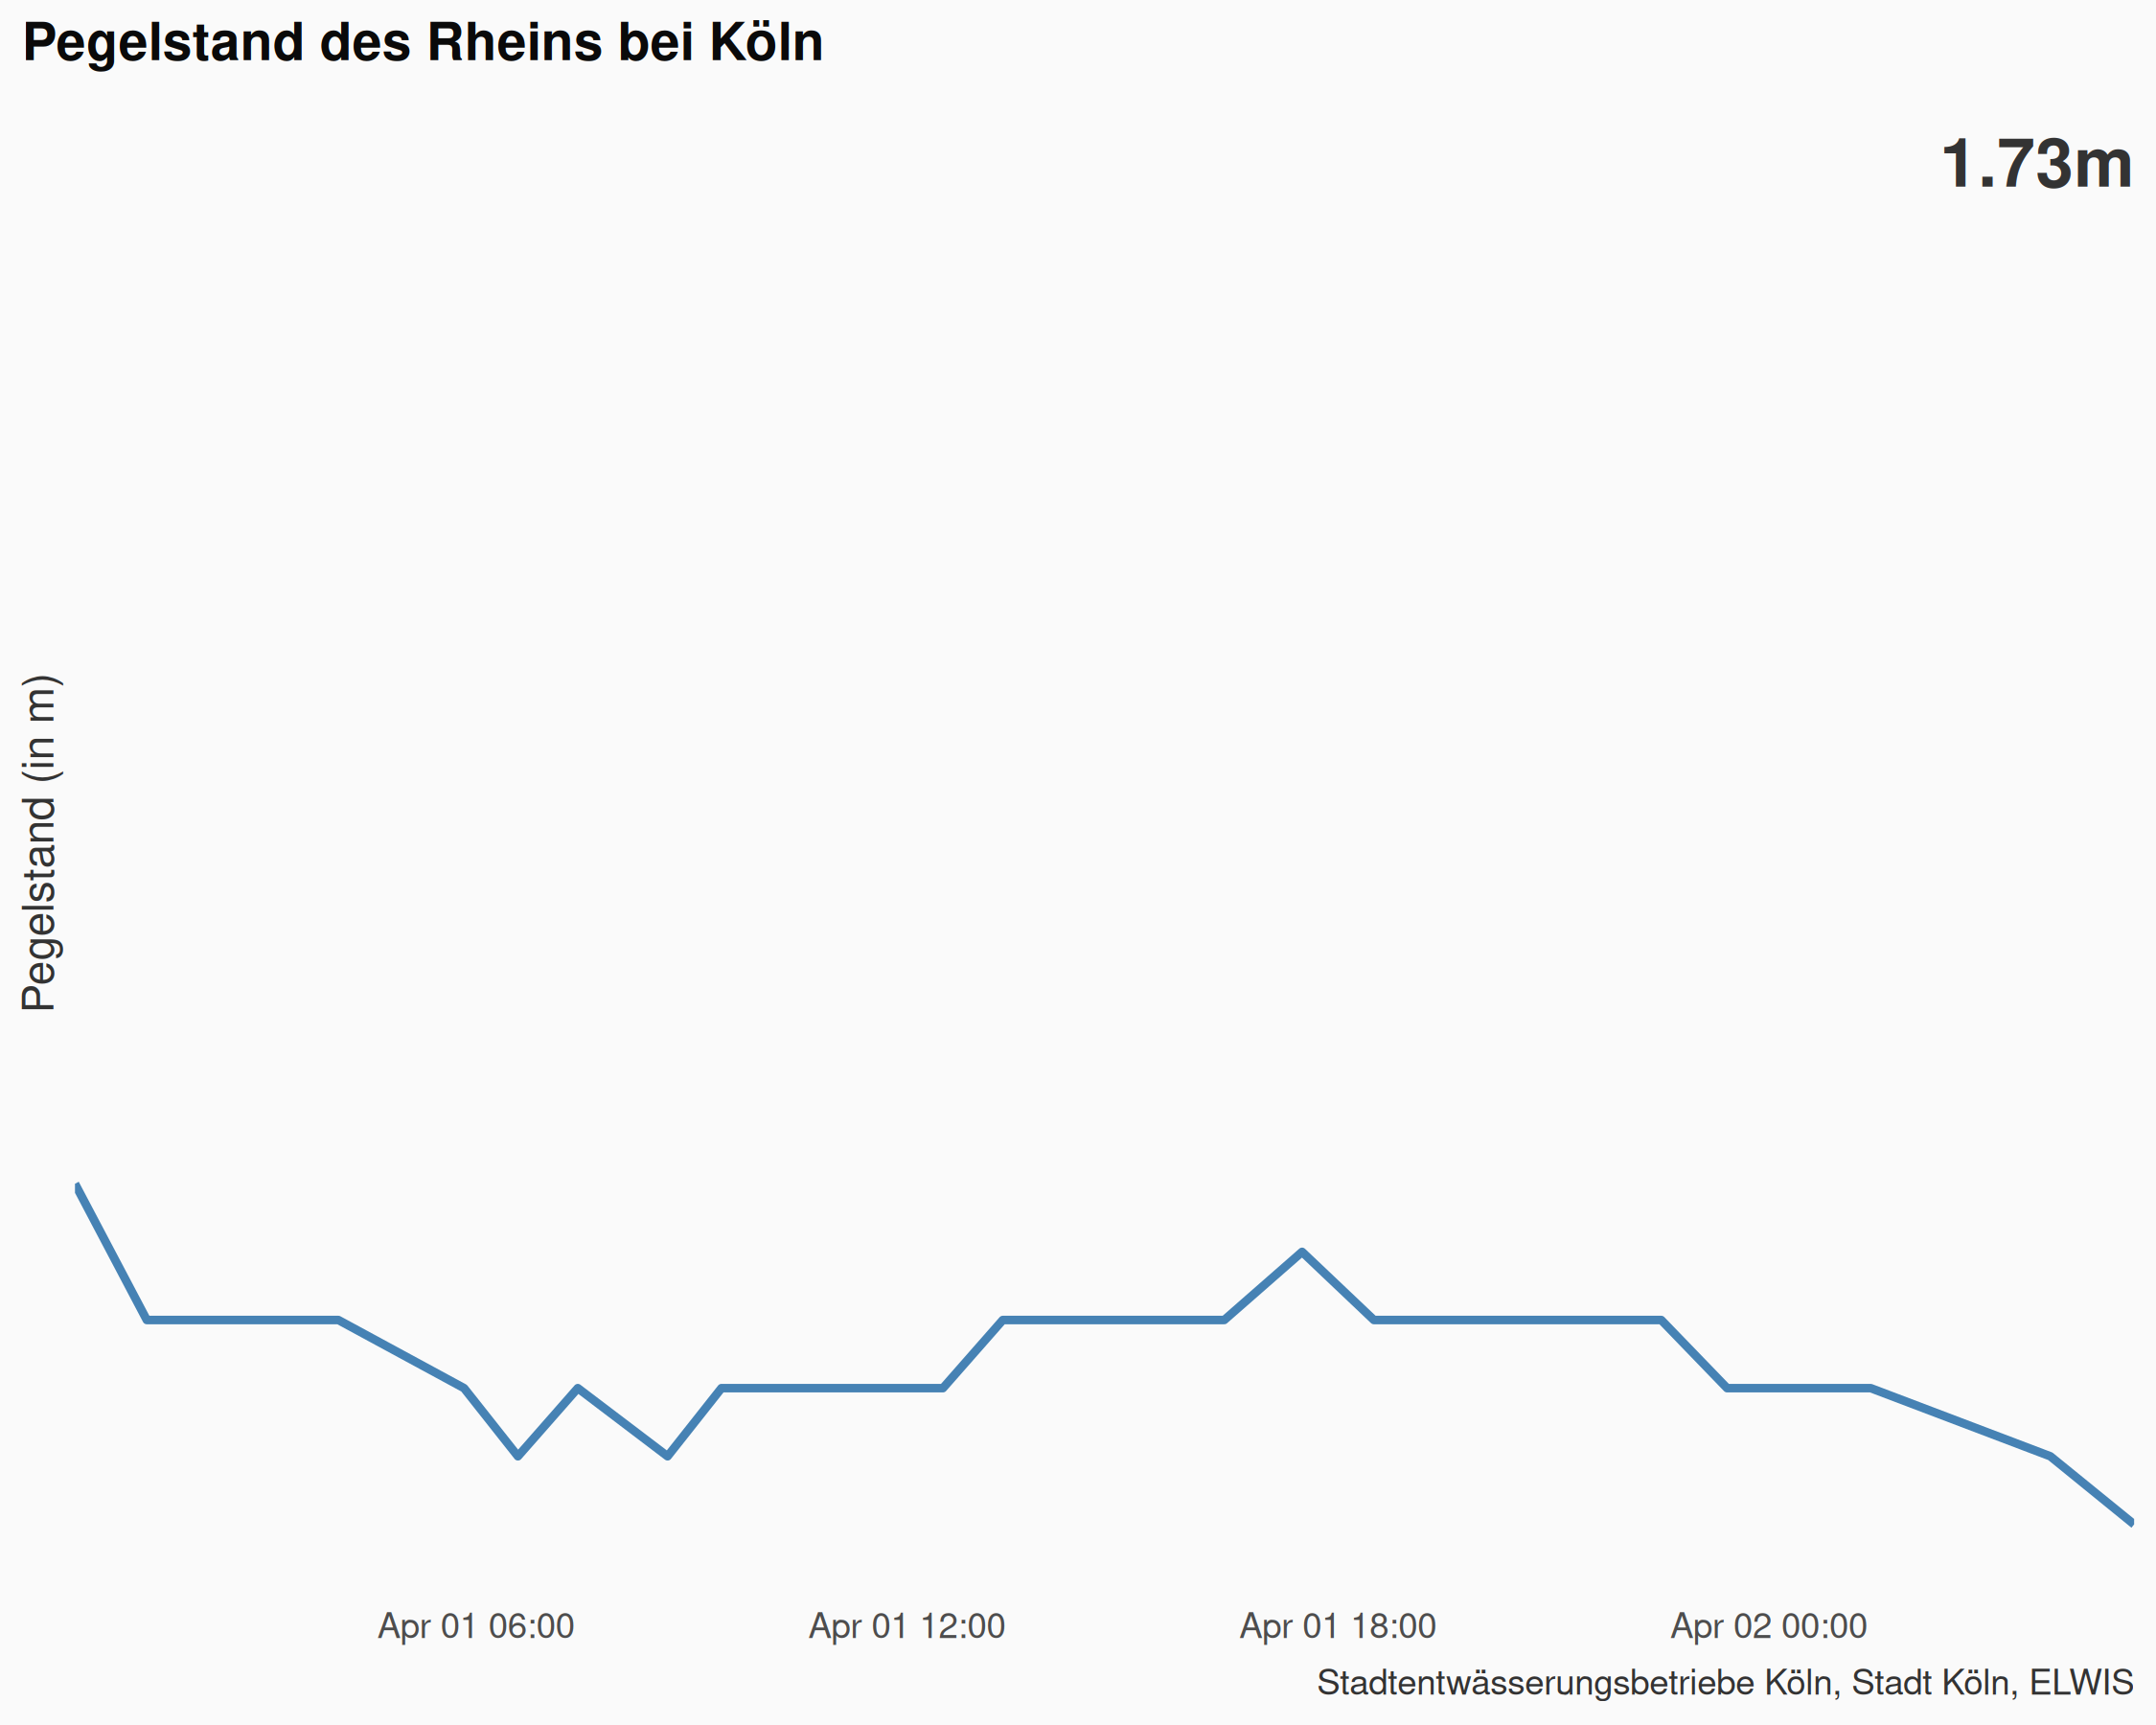 Pegelstand des Rheins bei Köln
1.73m
Pegelstand (in m)
Apr 01 06:00
Apr 01 12:00
Apr 01 18:00
Apr 02 00:00
Stadtentwässerungsbetriebe Köln, Stadt Köln, ELWIS